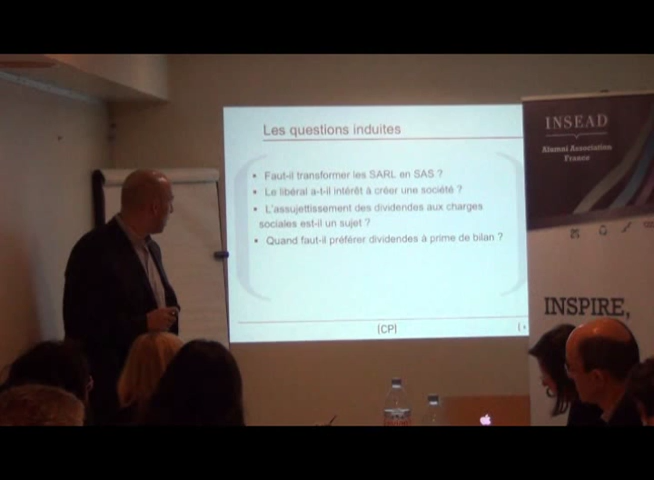 Les questions induites
• Faut-il transformer les SARL en SAS ?
• Le libéral a-t-il intérêt à créer une société ?
• L'assujettissement des dividendes aux charges
sociales est-il un sujet ?
• Quand faut-il préférer dividendes à prime de bilan ?
[CP]
INSEAD
Alumni Association
France
INSPIRE,